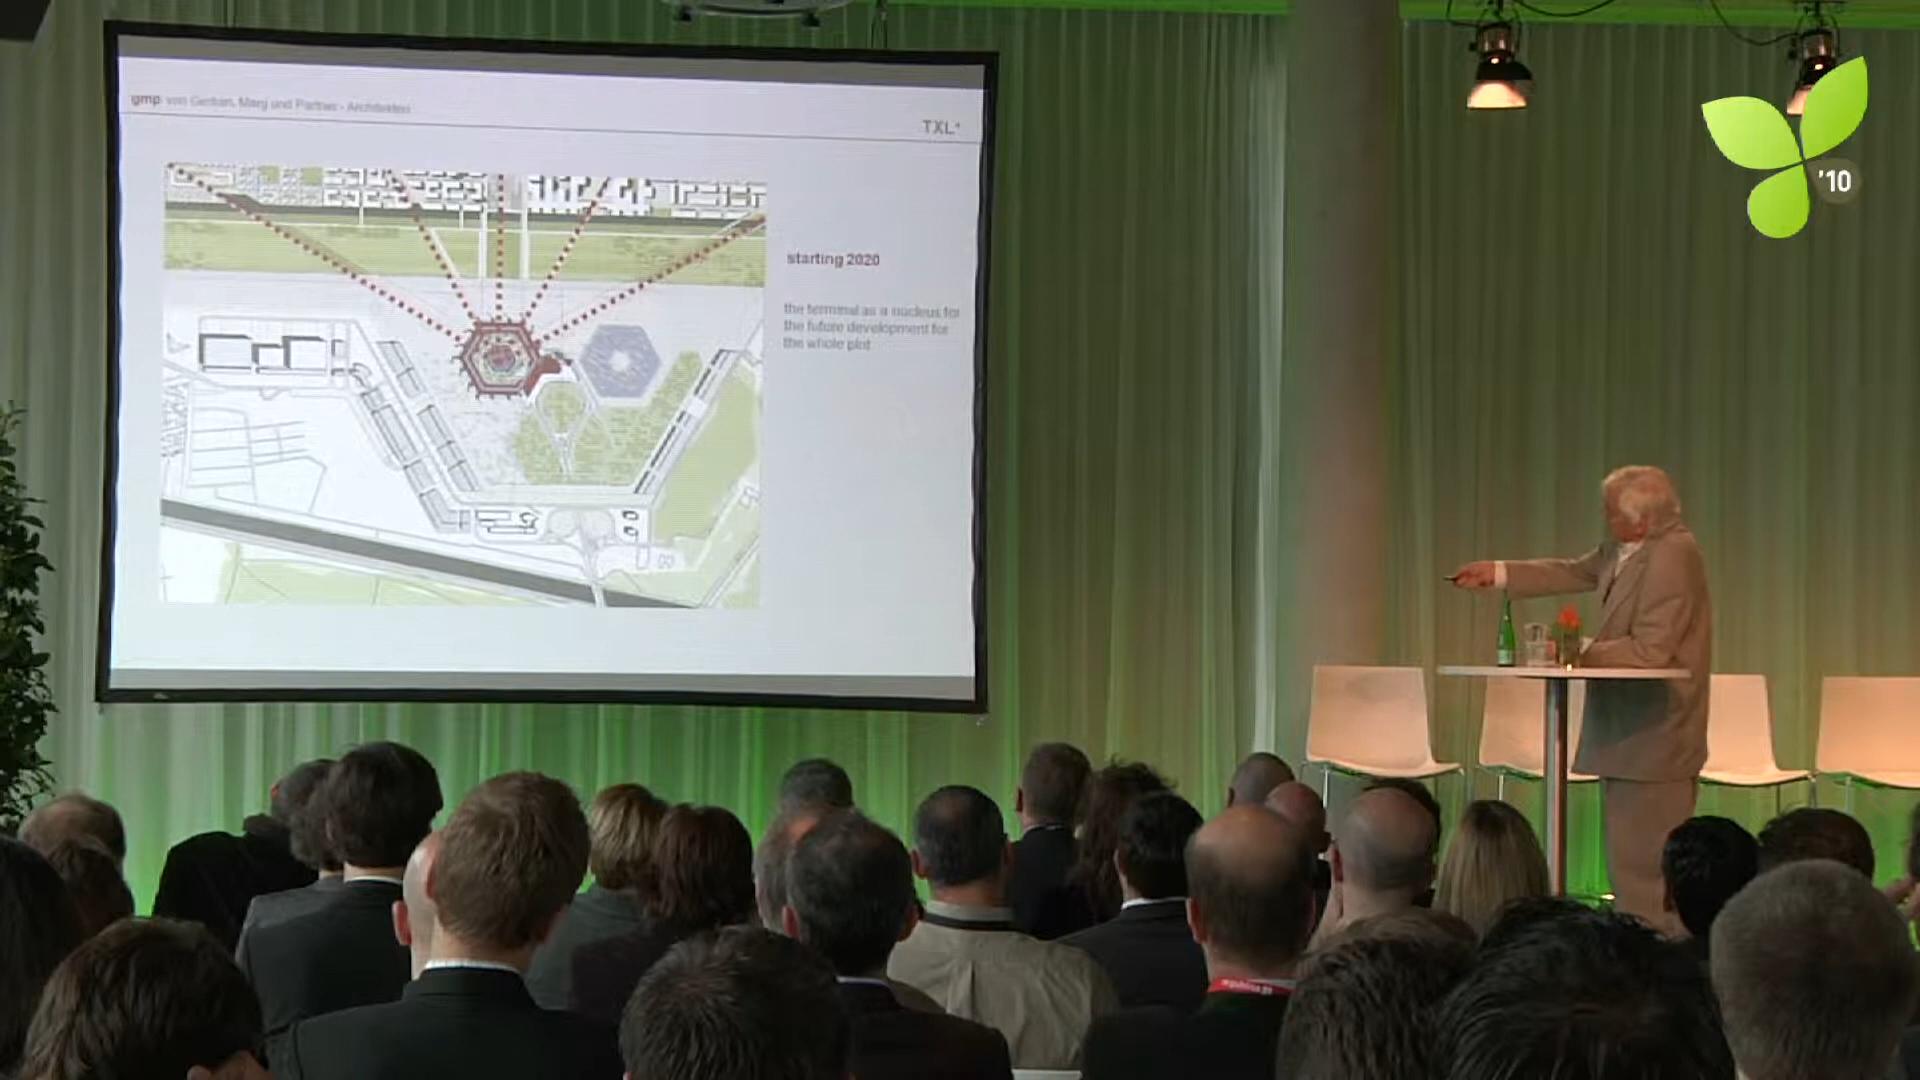 gmp von Gerkan, Marg und Partner - Architekten
TXL+
starting 2020
the terminal as a nucleus for
the future development for
the whole plot
'10